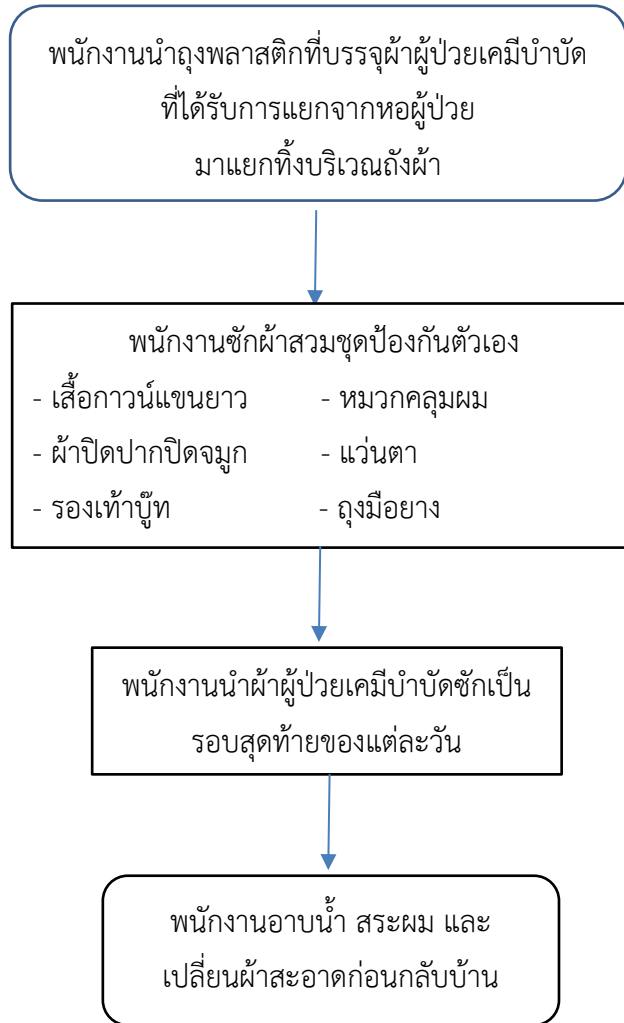 พนักงานนำถุงพลาสติกที่บรรจุผ้าผู้ป่วยเคมีบำบัด
ที่ได้รับการแยกจากหอผู้ป่วย
มาแยกทิ้งบริเวณถังผ้า
พนักงานซักผ้าสวมชุดป้องกันตัวเอง
- เสื้อกาวน์แขนยาว - หมวกคลุมผม
- ผ้าปิดปากปิดจมูก - แว่นตา
- รองเท้าบู๊ท - ถุงมือยาง
พนักงานนำผ้าผู้ป่วยเคมีบำบัดซักเป็น
รอบสุดท้ายของแต่ละวัน
พนักงานอาบน้ำ สระผม และ
เปลี่ยนผ้าสะอาดก่อนกลับบ้าน